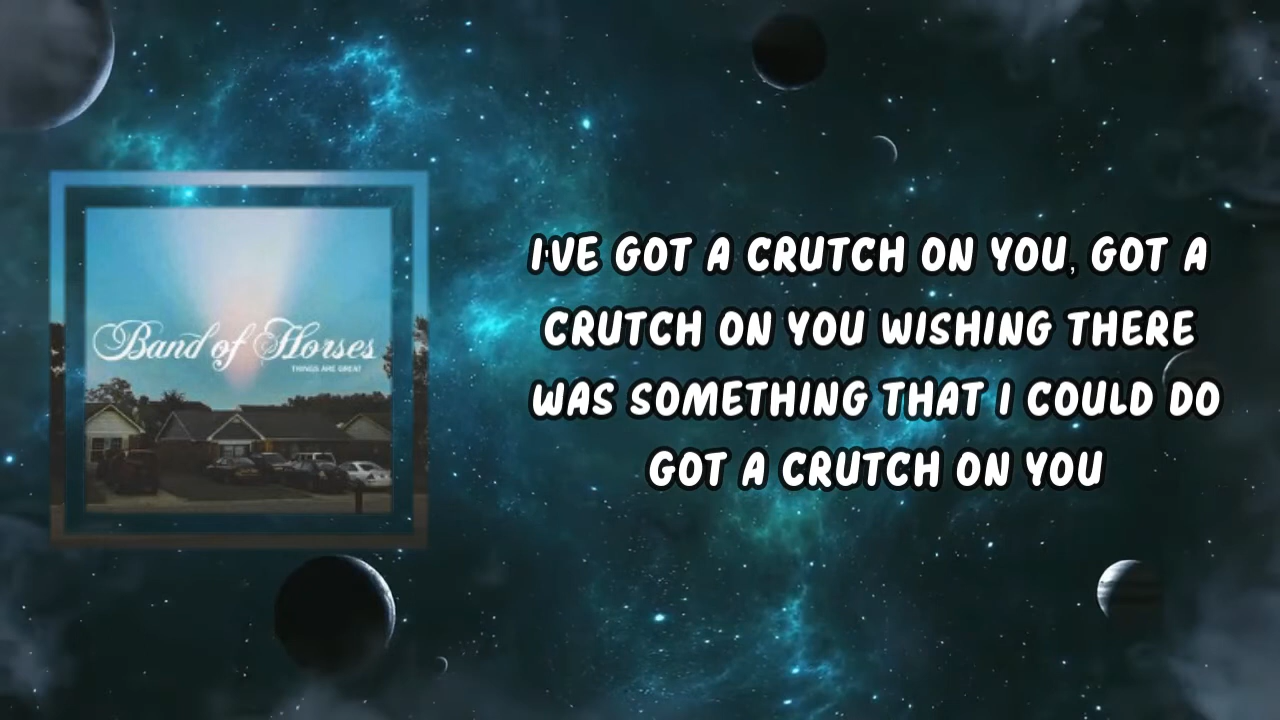 Band of Horses
THINGS ARE GREAT
I'VE GOT A CRUTCH ON YOU, GOT A
CRUTCH ON YOU WISHING THERE
WAS SOMETHING THAT I COULD DO
GOT A CRUTCH ON YOU